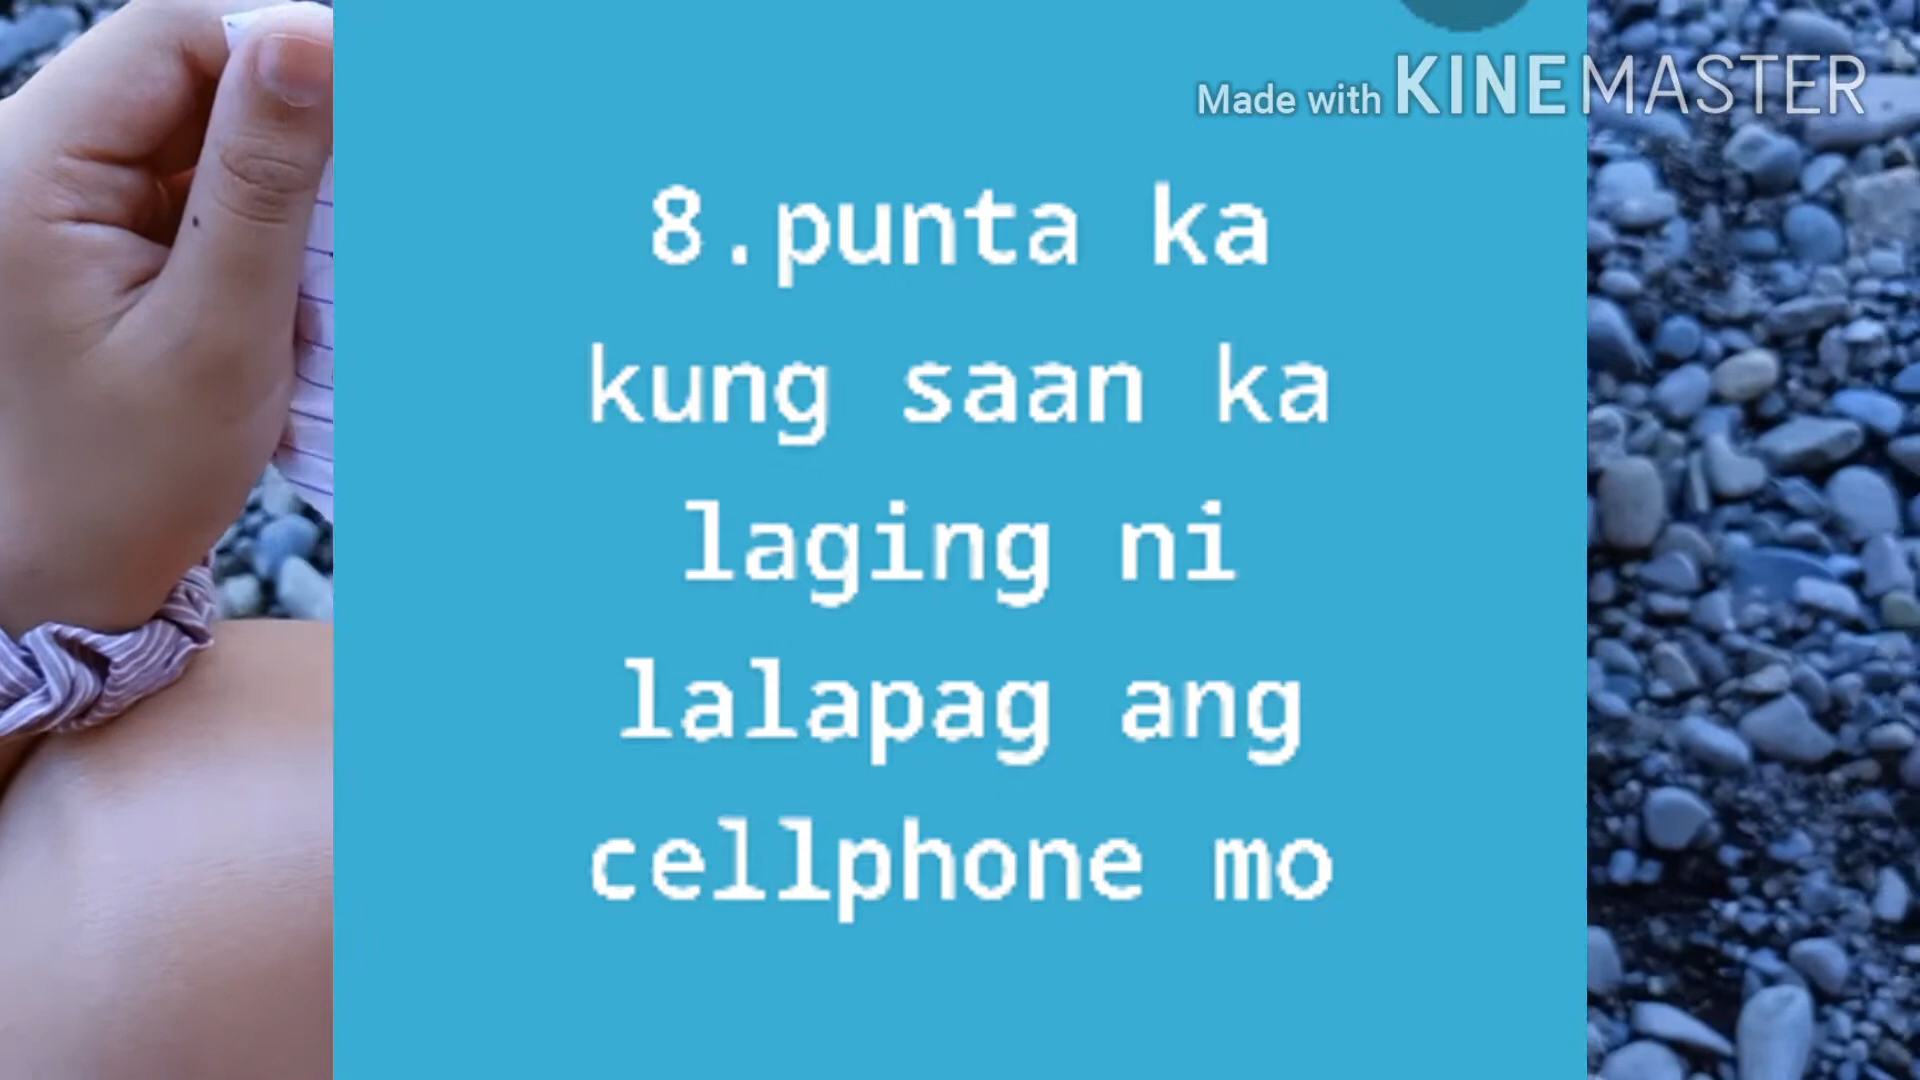 Made with KINEMASTER
8.punta ka
kung saan ka
laging ni
lalapag ang
cellphone mo